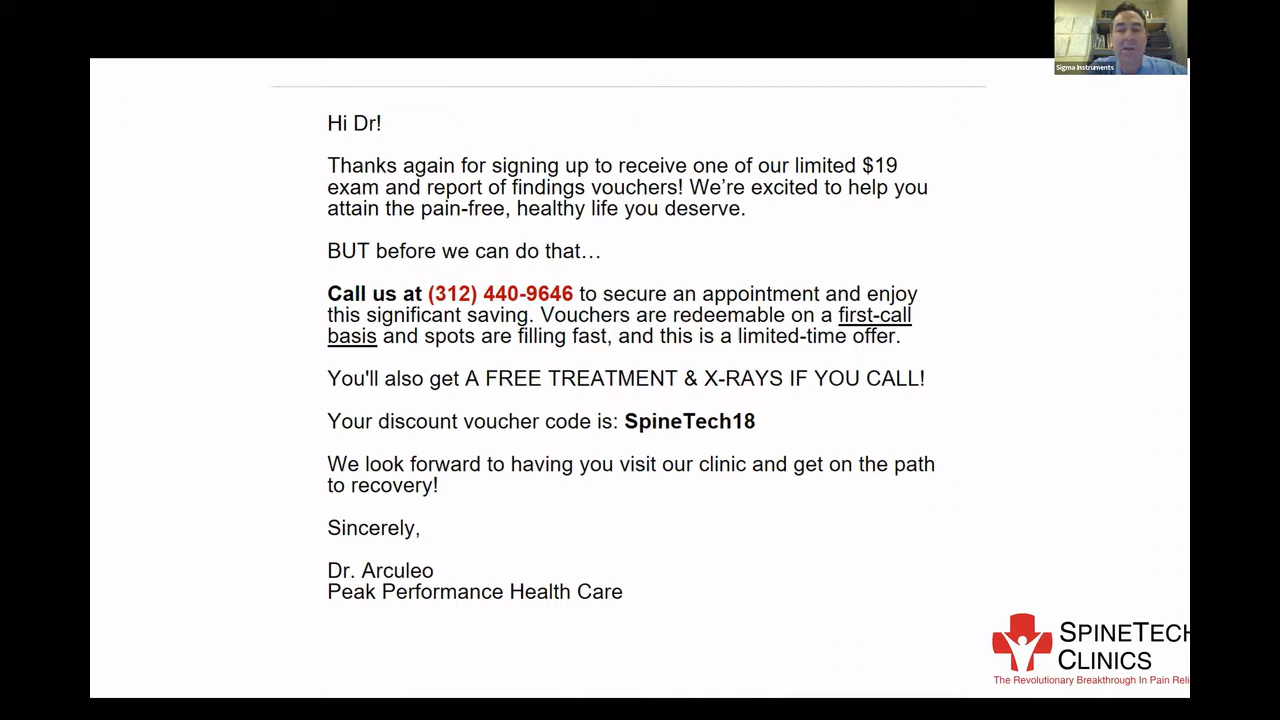 Sigma Instruments
Hi Dr!
Thanks again for signing up to receive one of our limited $19
exam and report of findings vouchers! We’re excited to help you
attain the pain-free, healthy life you deserve.
BUT before we can do that…
Call us at (312) 440-9646 to secure an appointment and enjoy
this significant saving. Vouchers are redeemable on a first-call
basis and spots are filling fast, and this is a limited-time offer.
You'll also get A FREE TREATMENT & X-RAYS IF YOU CALL!
Your discount voucher code is: SpineTech18
We look forward to having you visit our clinic and get on the path
to recovery!
Sincerely,
Dr. Arculeo
Peak Performance Health Care
SPINETECH
CLINICS
The Revolutionary Breakthrough In Pain Reli